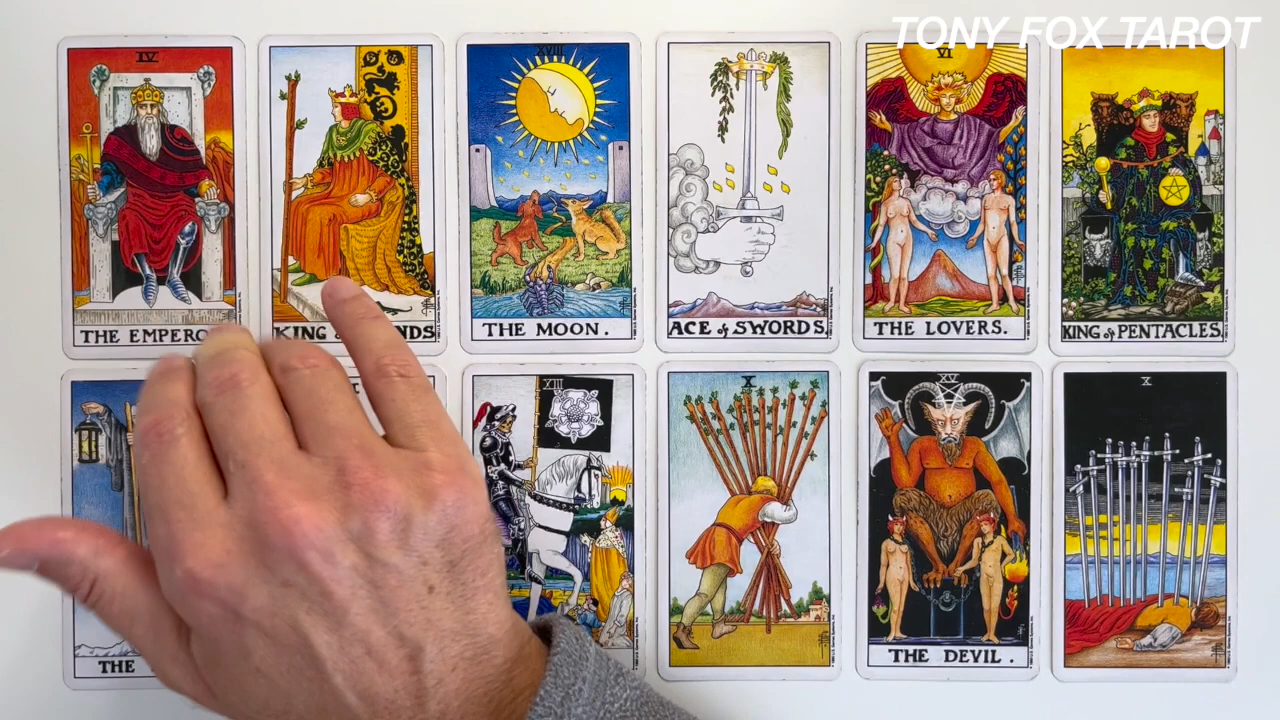 TONY FOX TAROT
IV
XVIII
VI
THE EMPERO
KING NDS
THE MOON.
ACE of SWORDS
THE LOVERS.
KING of PENTACLES
XIII
X
XV
X
THE
THE DEVIL.